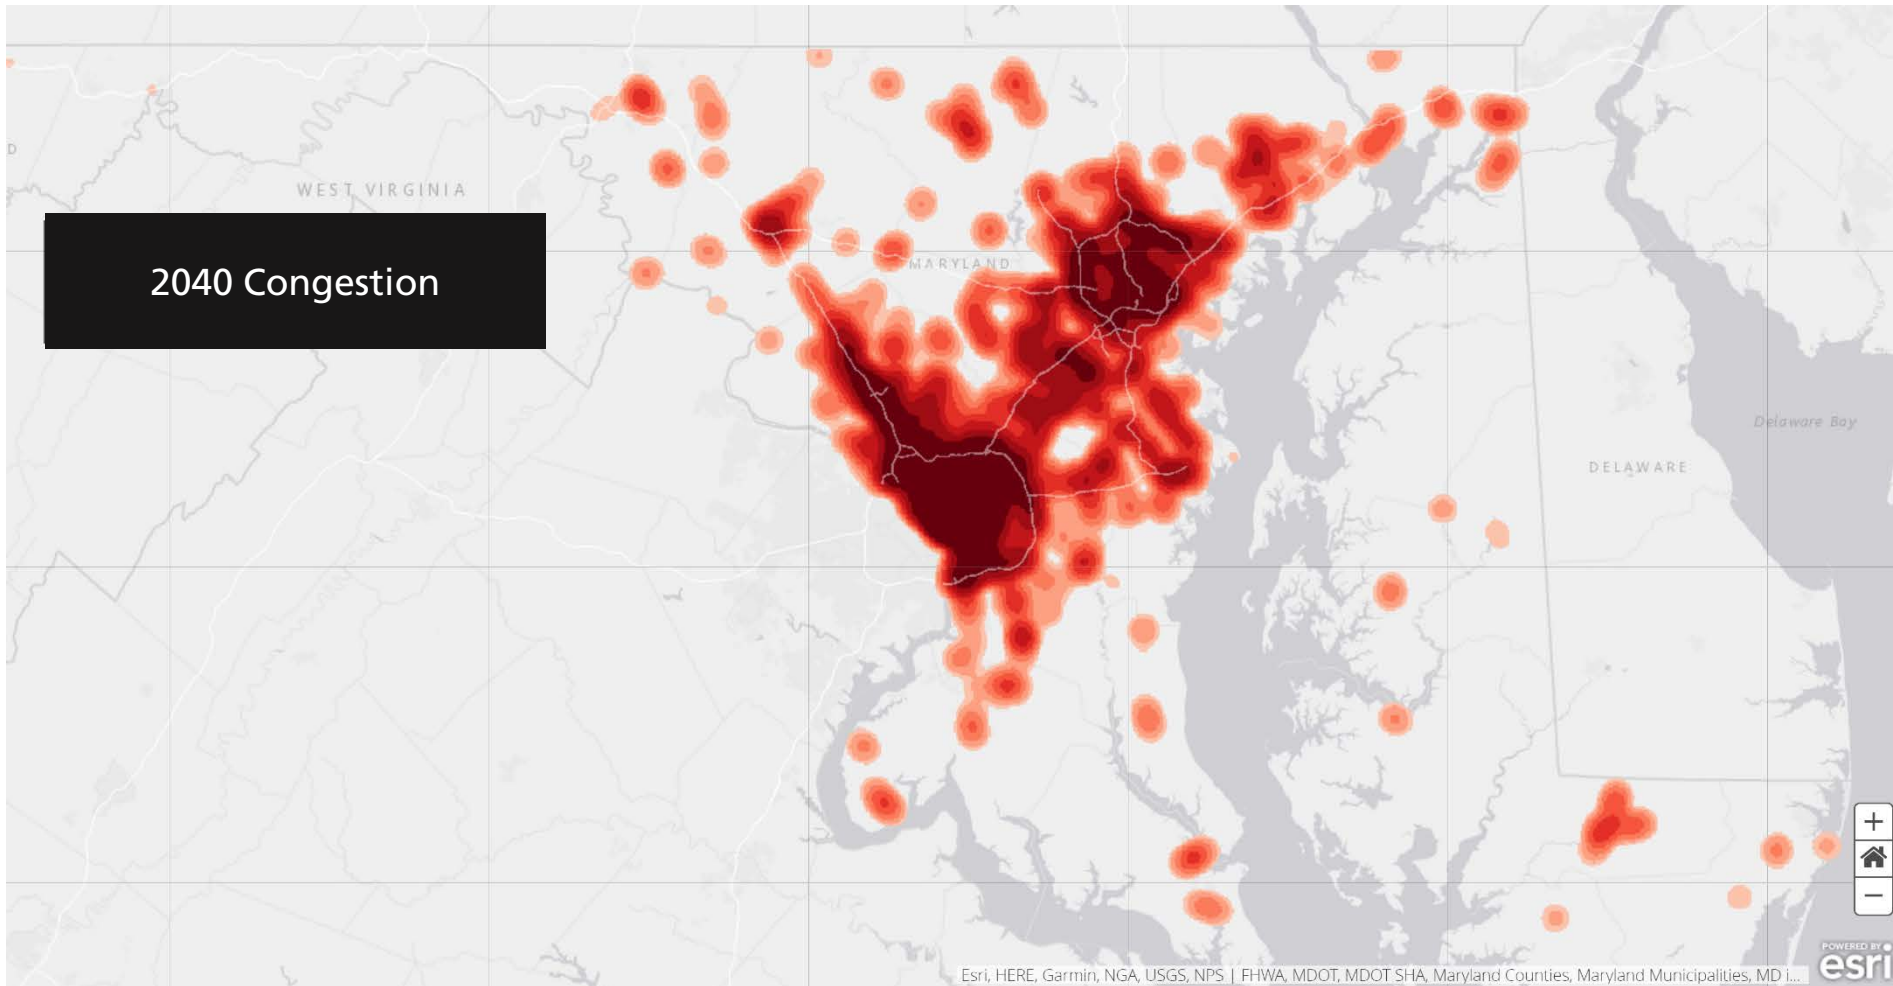 D
WEST VIRGINIA
2040 Congestion
MARYLAND
Delaware Bay
DELAWARE
+
−
POWERED BY
esri
Esri, HERE, Garmin, NGA, USGS, NPS | FHWA, MDOT, MDOT SHA, Maryland Counties, Maryland Municipalities, MD i...